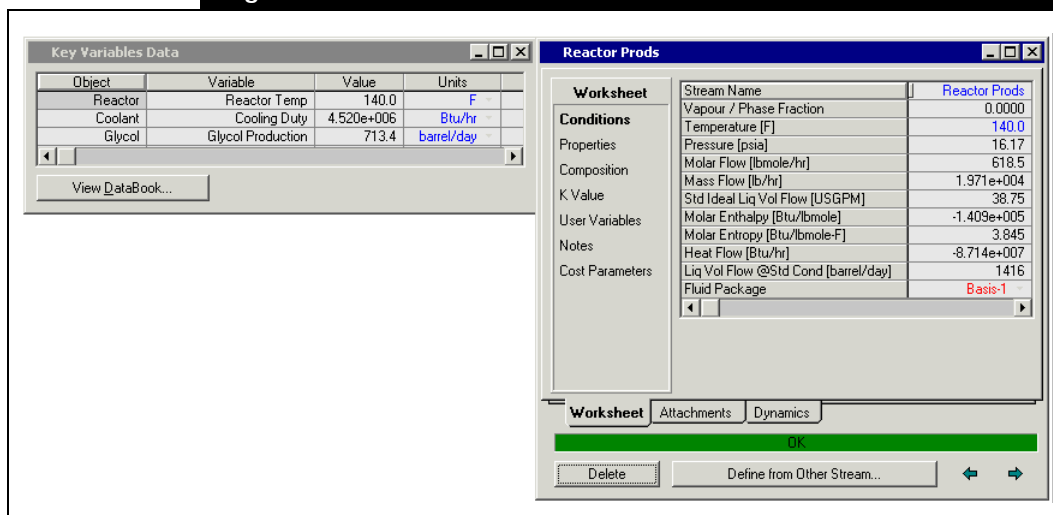 Key Variables Data
Object Variable Value Units
Reactor Reactor Temp 140.0 F
Coolant Cooling Duty 4.520e+006 Btu/hr
Glycol Glycol Production 713.4 barrel/day
View DataBook...
Reactor Prods
Worksheet
Conditions
Properties
Composition
K Value
User Variables
Notes
Cost Parameters
Stream Name Reactor Prods
Vapour / Phase Fraction 0.0000
Temperature [F] 140.0
Pressure [psia] 16.17
Molar Flow [lbmole/hr] 618.5
Mass Flow [lb/hr] 1.971e+004
Std Ideal Liq Vol Flow [USGPM] 38.75
Molar Enthalpy [Btu/lbmole] -1.409e+005
Molar Entropy [Btu/lbmole-F] 3.845
Heat Flow [Btu/hr] -8.714e+007
Liq Vol Flow @Std Cond [barrel/day] 1416
Fluid Package Basis-1
Worksheet Attachments Dynamics
OK
Delete Define from Other Stream...